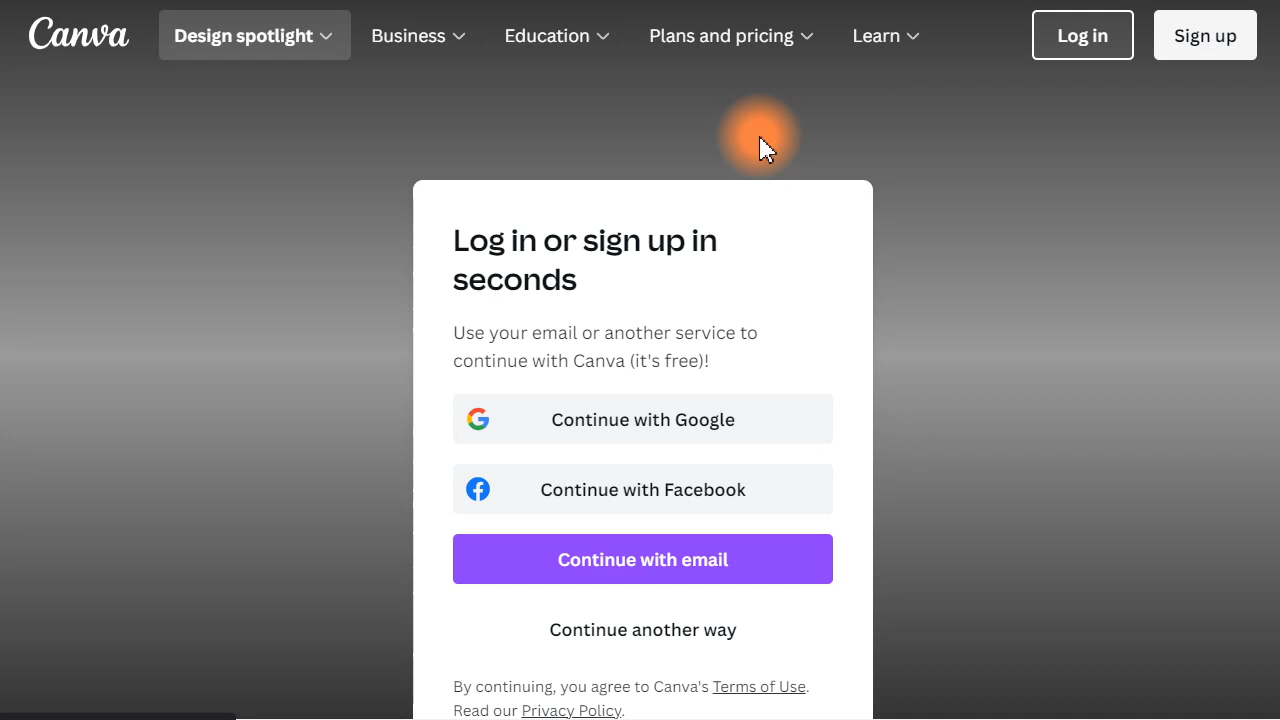 Canva Design spotlight Business Education Plans and pricing Learn Log in Sign up
Log in or sign up in
seconds
Use your email or another service to
continue with Canva (it's free)!
Continue with Google
Continue with Facebook
Continue with email
Continue another way
By continuing, you agree to Canva's Terms of Use.
Read our Privacy Policy.